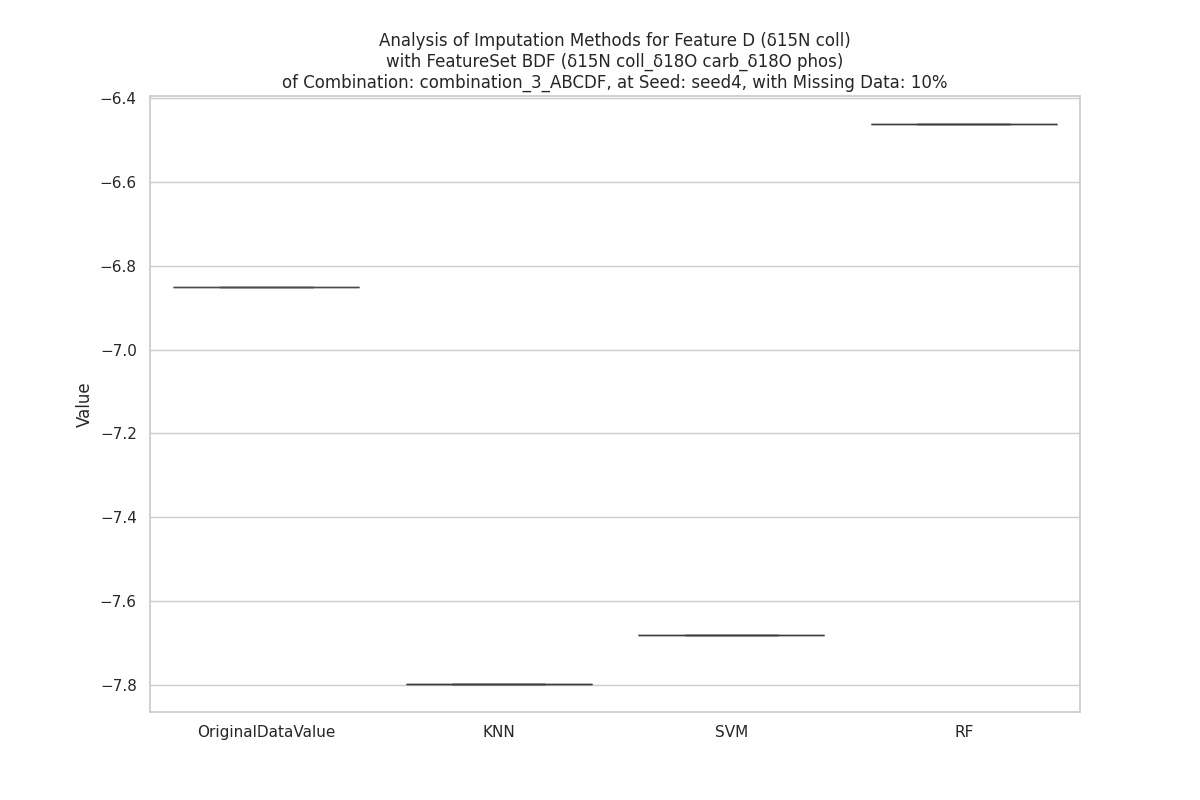 Analysis of Imputation Methods for Feature D (δ15N coll)
with FeatureSet BDF (δ15N coll_δ18O carb_δ18O phos)
of Combination: combination_3_ABCDF, at Seed: seed4, with Missing Data: 10%
−6.4
−6.6
−6.8
−7.0
−7.2
−7.4
−7.6
−7.8
Value
OriginalDataValue
KNN
SVM
RF